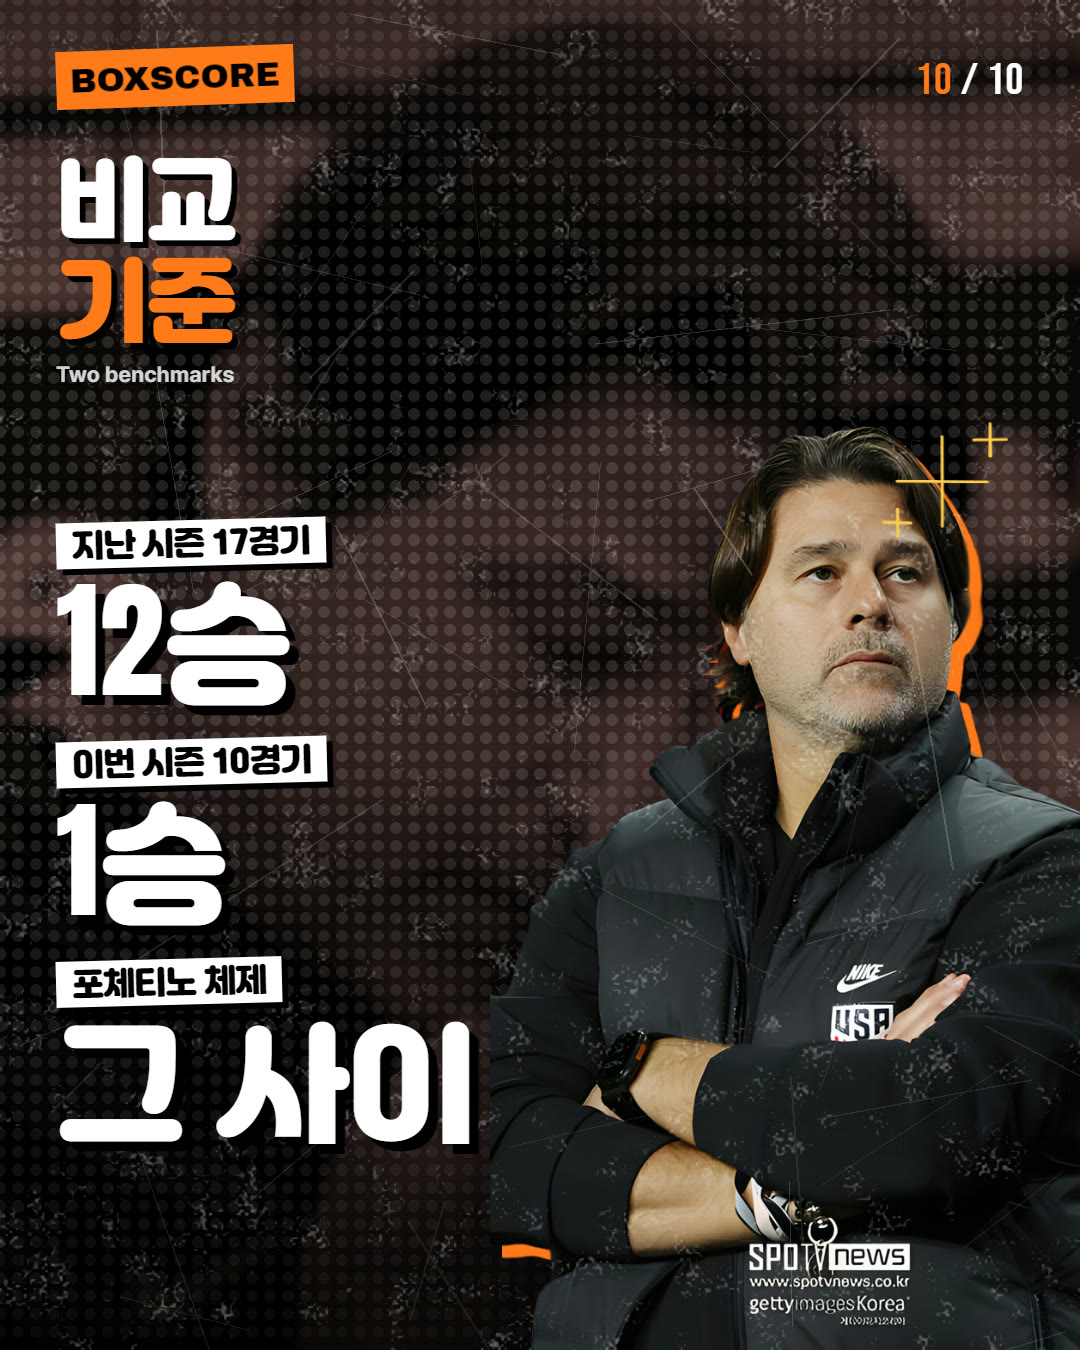 BOXSCORE
10 / 10
비교
기준
Two benchmarks
지난 시즌 17경기
12승
이번 시즌 10경기
1승
포체티노 체제
그 사이
NIKE
USA
SPOTV news
www.spotvnews.co.kr
gettyimagesKorea